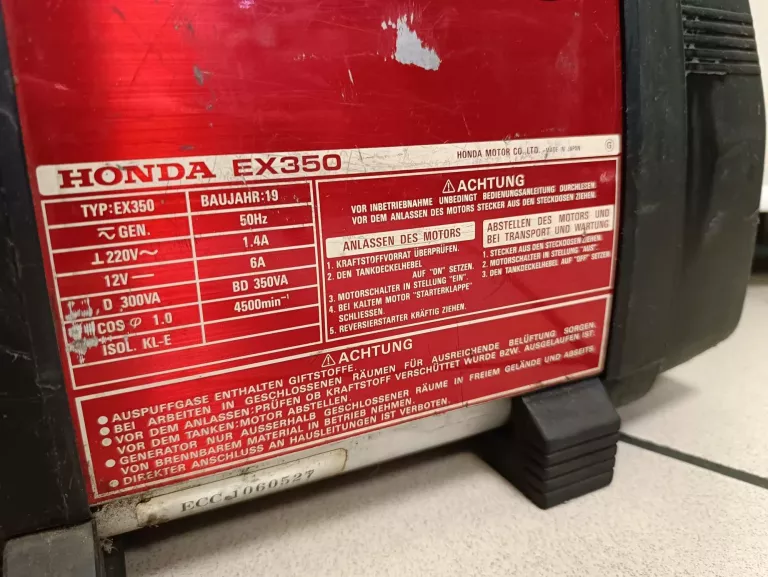 HONDA EX350
HONDA MOTOR CO.,LTD. MADE IN JAPAN
TYP:EX350 BAUJAHR:19
GEN. 50Hz
⊥220V~ 1.4A
12V⎓ 6A
D 300VA BD 350VA
COS φ 1.0 4500min⁻¹
ISOL. KL-E
⚠ACHTUNG
VOR INBETRIEBNAHME UNBEDINGT BEDIENUNGSANLEITUNG DURCHLESEN.
VOR DEM ANLASSEN DES MOTORS STECKER AUS DEN STECKDOSEN ZIEHEN.
ANLASSEN DES MOTORS
1. KRAFTSTOFFVORRAT ÜBERPRÜFEN.
2. DEN TANKDECKELHEBEL
AUF "ON" SETZEN.
3. MOTORSCHALTER IN STELLUNG "EIN".
4. BEI KALTEM MOTOR "STARTERKLAPPE"
SCHLIESSEN.
5. REVERSIERSTARTER KRÄFTIG ZIEHEN.
ABSTELLEN DES MOTORS UND
BEI TRANSPORT UND WARTUNG
1. STECKER AUS DEN STECKDOSEN ZIEHEN.
2. MOTORSCHALTER IN STELLUNG "AUS".
3. DEN TANKDECKELHEBEL AUF "OFF" SETZEN.
⚠ACHTUNG
● AUSPUFFGASE ENTHALTEN GIFTSTOFFE.
● BEI ARBEITEN IN GESCHLOSSENEN RÄUMEN FÜR AUSREICHENDE BELÜFTUNG SORGEN.
● VOR DEM ANLASSEN:PRÜFEN OB KRAFTSTOFF VERSCHÜTTET WURDE BZW. AUSGELAUFEN IST.
VOR DEM TANKEN:MOTOR ABSTELLEN.
● GENERATOR NUR AUSSERHALB GESCHLOSSENER RÄUME IN FREIEM GELÄNDE UND ABSEITS
VON BRENNBAREM MATERIAL IN BETRIEB NEHMEN.
● DIREKTER ANSCHLUSS AN HAUSLEITUNGEN IST VERBOTEN.
ECC-1060527